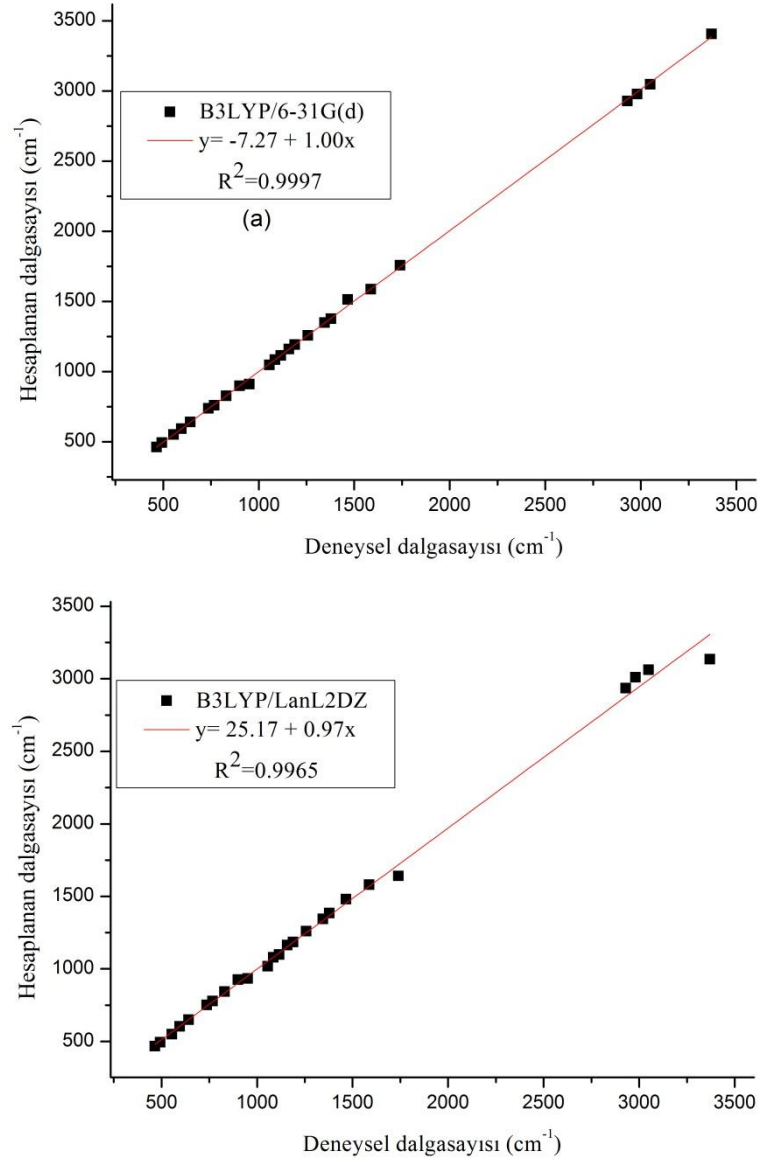 3500
3000
2500
2000
1500
1000
500
Hesaplanan dalgasayısı (cm-1)
B3LYP/6-31G(d)
y= -7.27 + 1.00x
R2=0.9997
(a)
500 1000 1500 2000 2500 3000 3500
Deneysel dalgasayısı (cm-1)
3500
3000
2500
2000
1500
1000
500
Hesaplanan dalgasayısı (cm-1)
B3LYP/LanL2DZ
y= 25.17 + 0.97x
R2=0.9965
500 1000 1500 2000 2500 3000 3500
Deneysel dalgasayısı (cm-1)